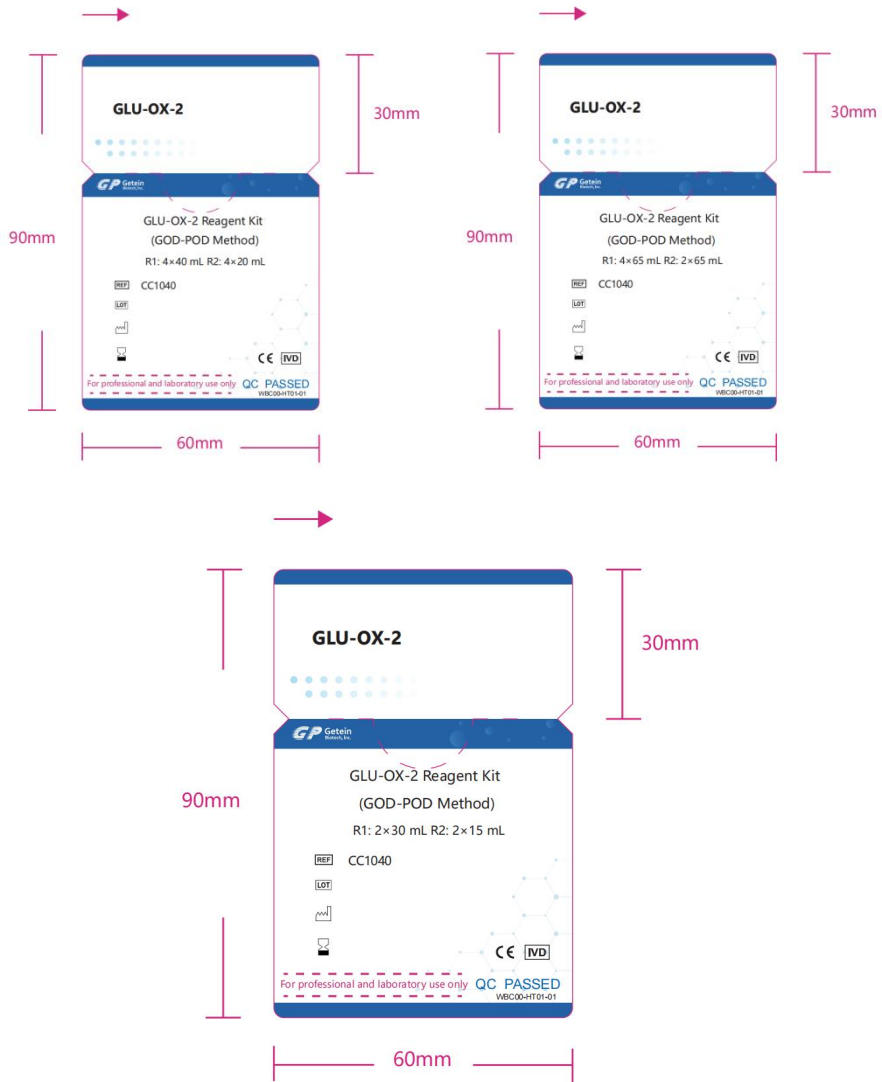 GLU-OX-2
30mm
90mm
GP Getein
Biotech, Inc.
GLU-OX-2 Reagent Kit
(GOD-POD Method)
R1: 4×40 mL R2: 4×20 mL
REF CC1040
LOT
CE IVD
For professional and laboratory use only QC PASSED
WBC00-HT01-01
60mm
GLU-OX-2
30mm
90mm
GP Getein
Biotech, Inc.
GLU-OX-2 Reagent Kit
(GOD-POD Method)
R1: 4×65 mL R2: 2×65 mL
REF CC1040
LOT
CE IVD
For professional and laboratory use only QC PASSED
WBC00-HT01-01
60mm
GLU-OX-2
30mm
90mm
GP Getein
Biotech, Inc.
GLU-OX-2 Reagent Kit
(GOD-POD Method)
R1: 2×30 mL R2: 2×15 mL
REF CC1040
LOT
CE IVD
For professional and laboratory use only QC PASSED
WBC00-HT01-01
60mm